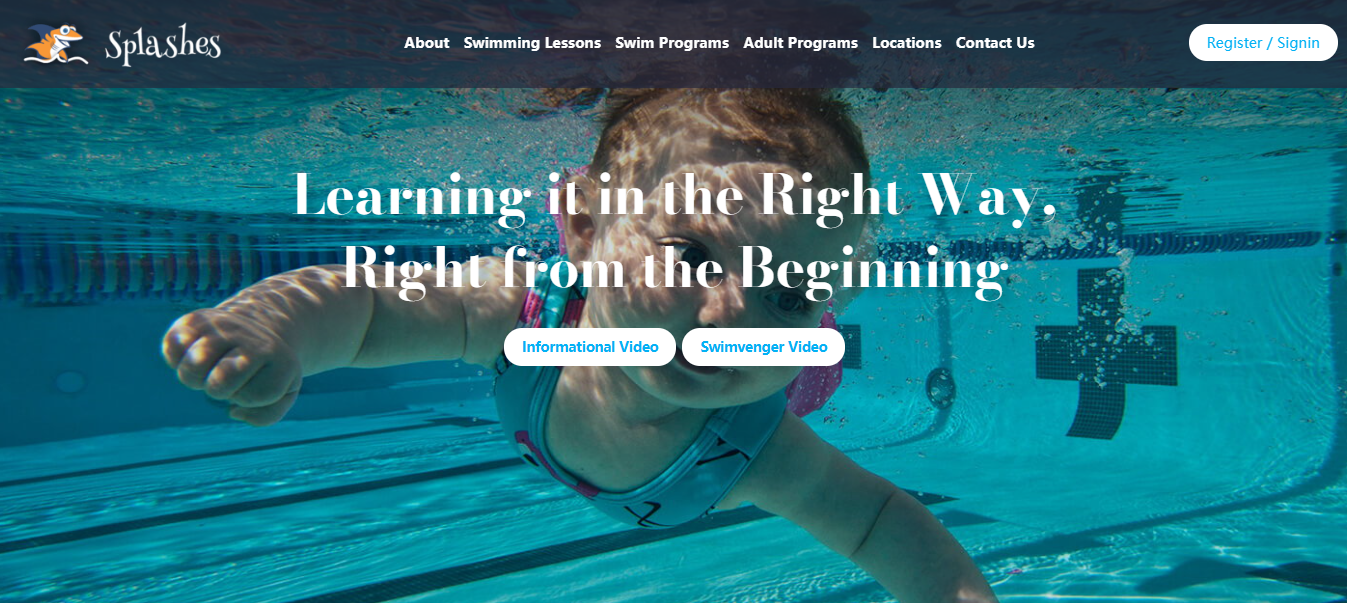 Splashes
About
Swimming Lessons
Swim Programs
Adult Programs
Locations
Contact Us
Register / Signin
Learning it in the Right Way,
Right from the Beginning
Informational Video
Swimvenger Video